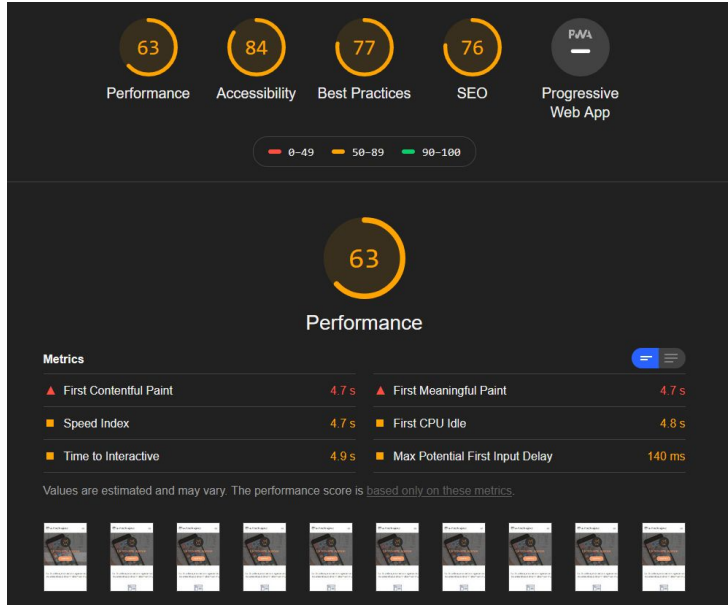 63
84
77
76
PWA
Performance
Accessibility
Best Practices
SEO
Progressive
Web App
0–49
50–89
90–100
63
Performance
Metrics
First Contentful Paint 4.7 s
First Meaningful Paint 4.7 s
Speed Index 4.7 s
First CPU Idle 4.8 s
Time to Interactive 4.9 s
Max Potential First Input Delay 140 ms
Values are estimated and may vary. The performance score is based only on these metrics.